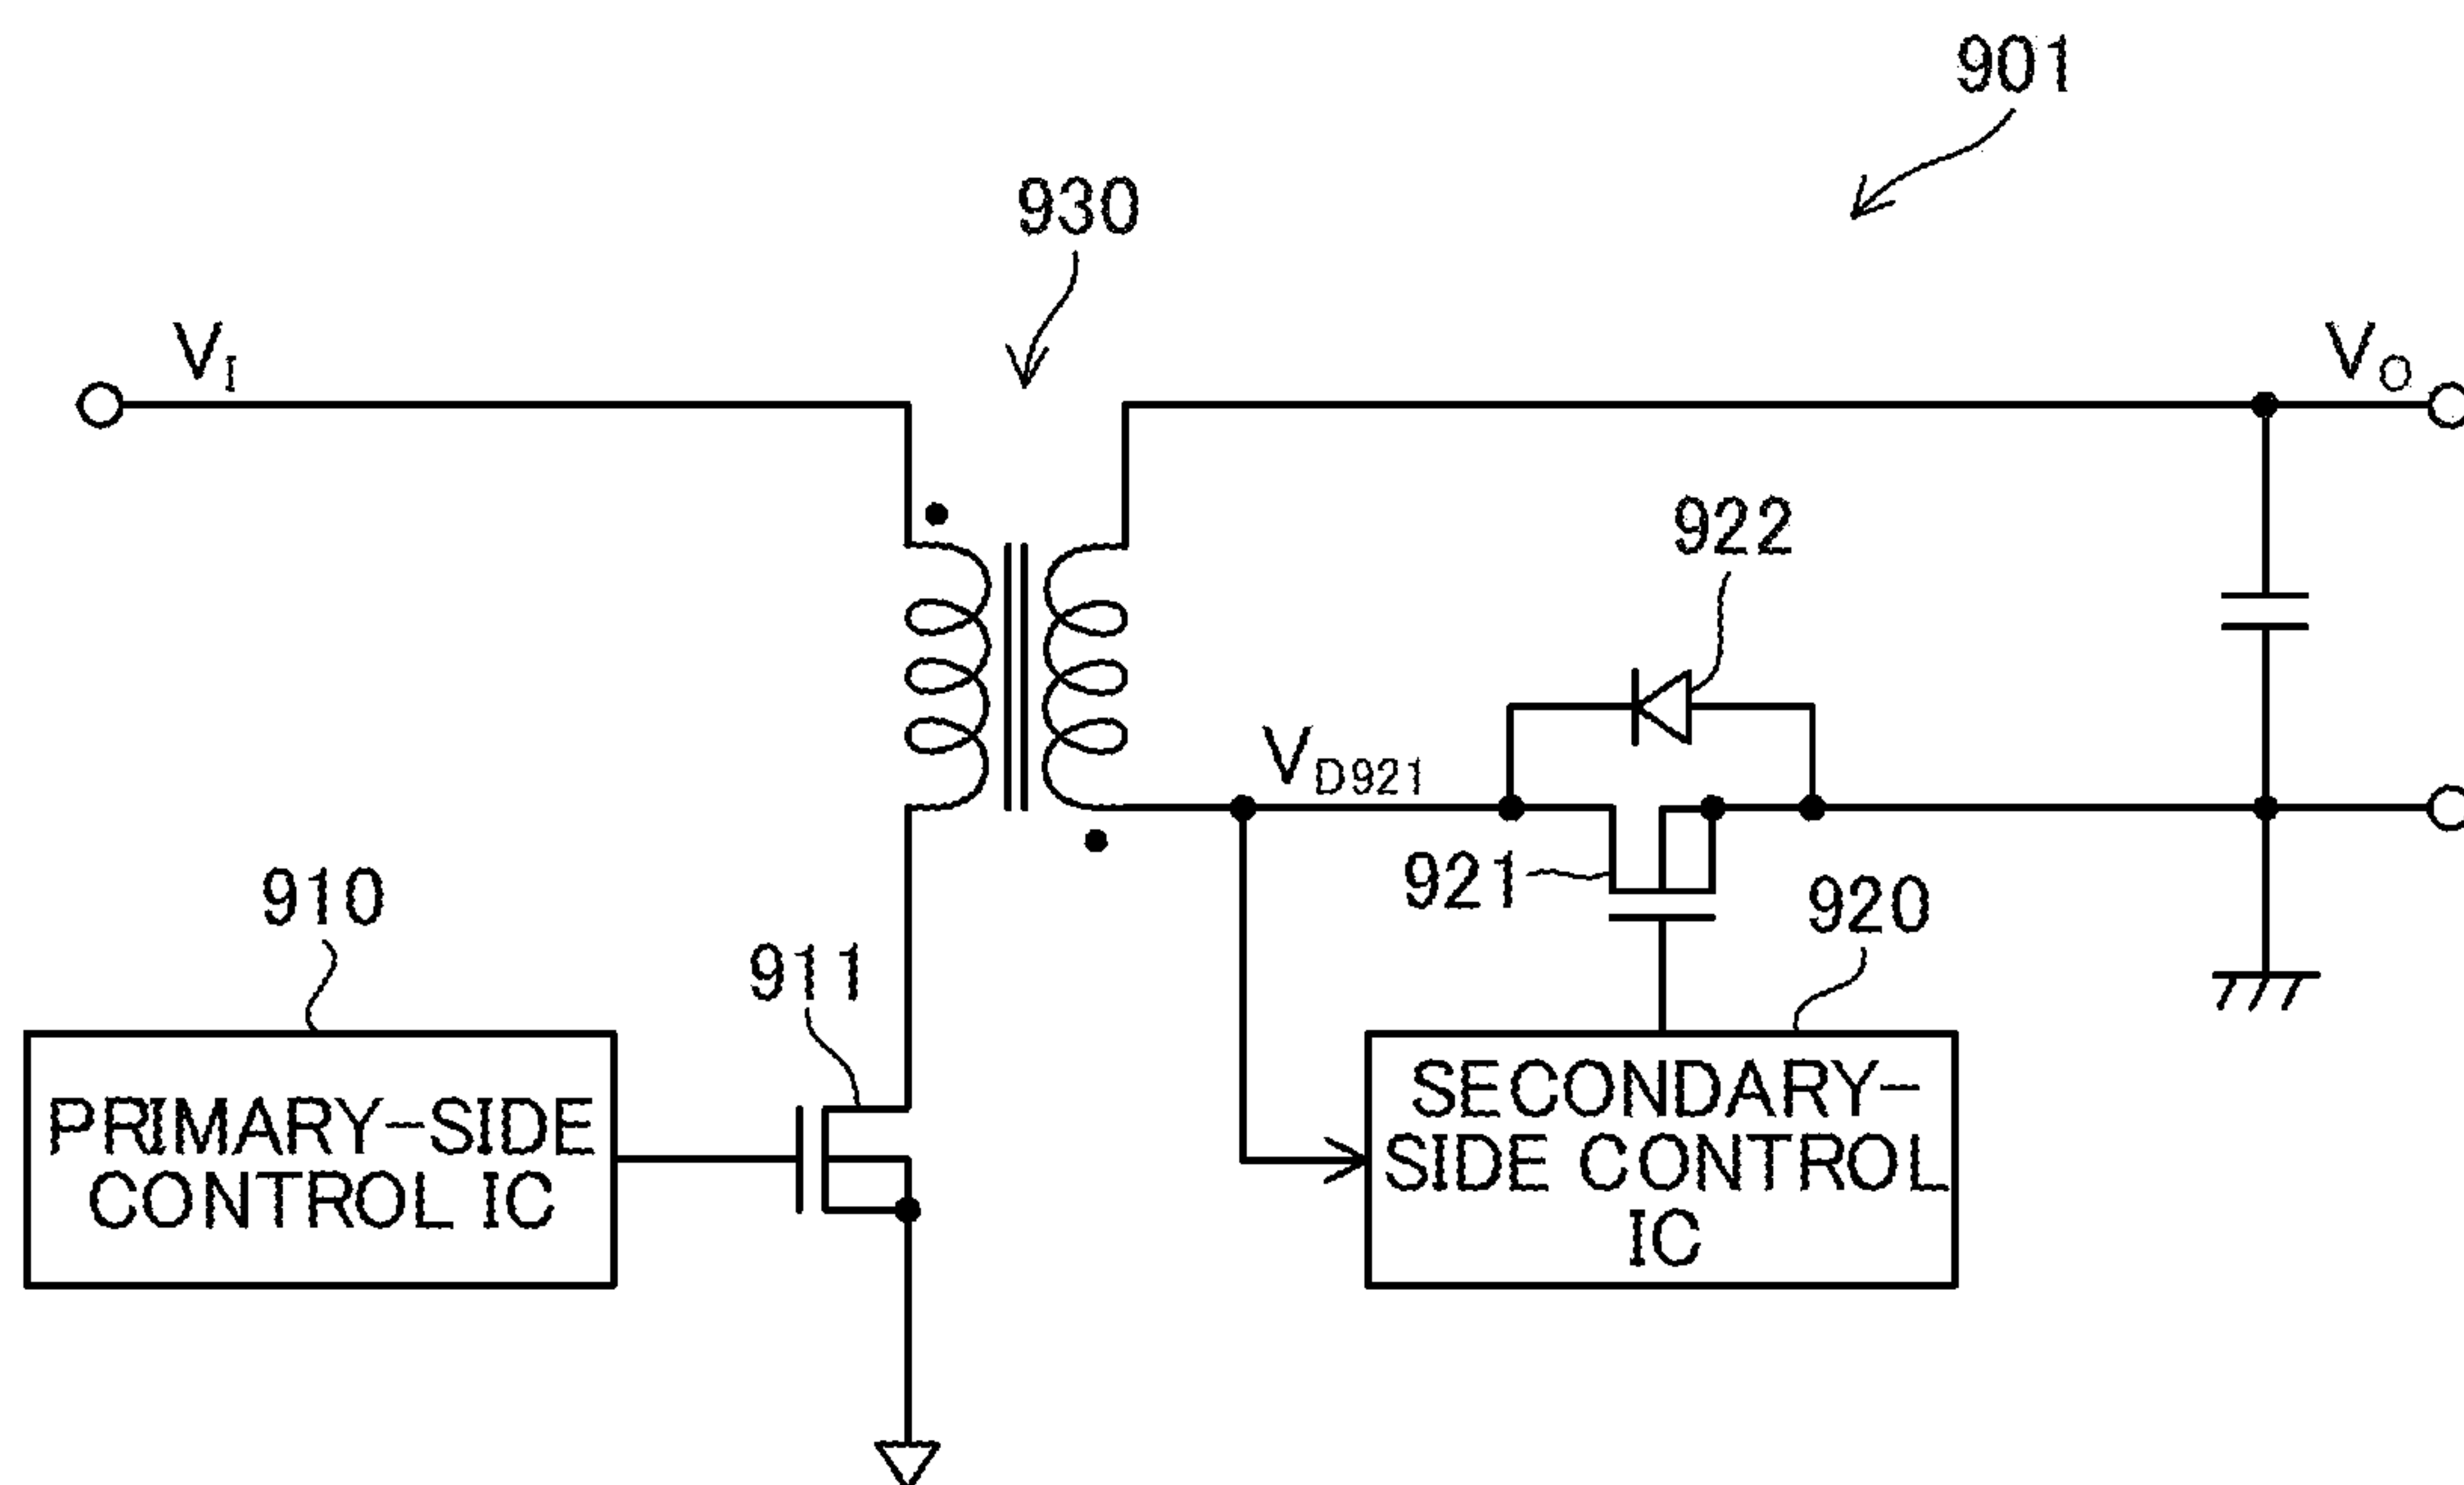 901
930
V_I
V_O
922
V_D921
921
920
910
911
PRIMARY-SIDE
CONTROL IC
SECONDARY-
SIDE CONTROL
IC